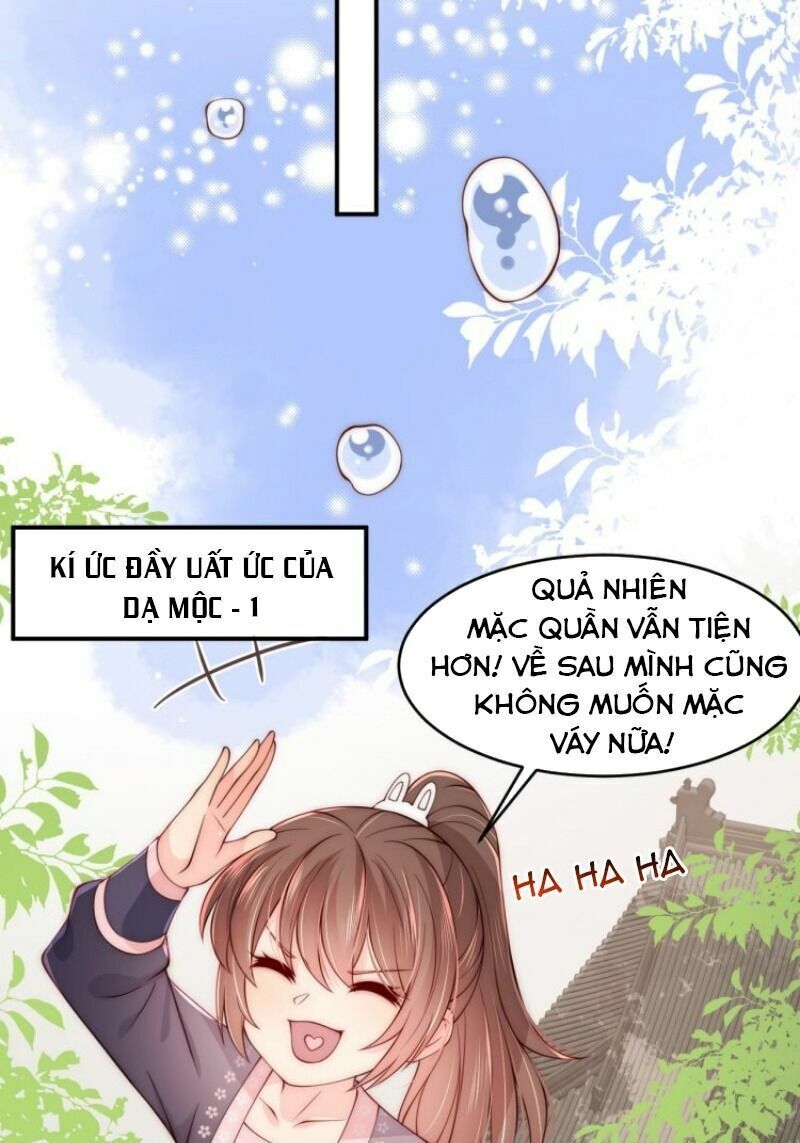 KÍ ỨC ĐẦY UẤT ỨC CỦA
DẠ MỘC - 1
QUẢ NHIÊN
MẶC QUẦN VẪN TIỆN
HƠN! VỀ SAU MÌNH CŨNG
KHÔNG MUỐN MẶC
VÁY NỮA!
HA HA HA